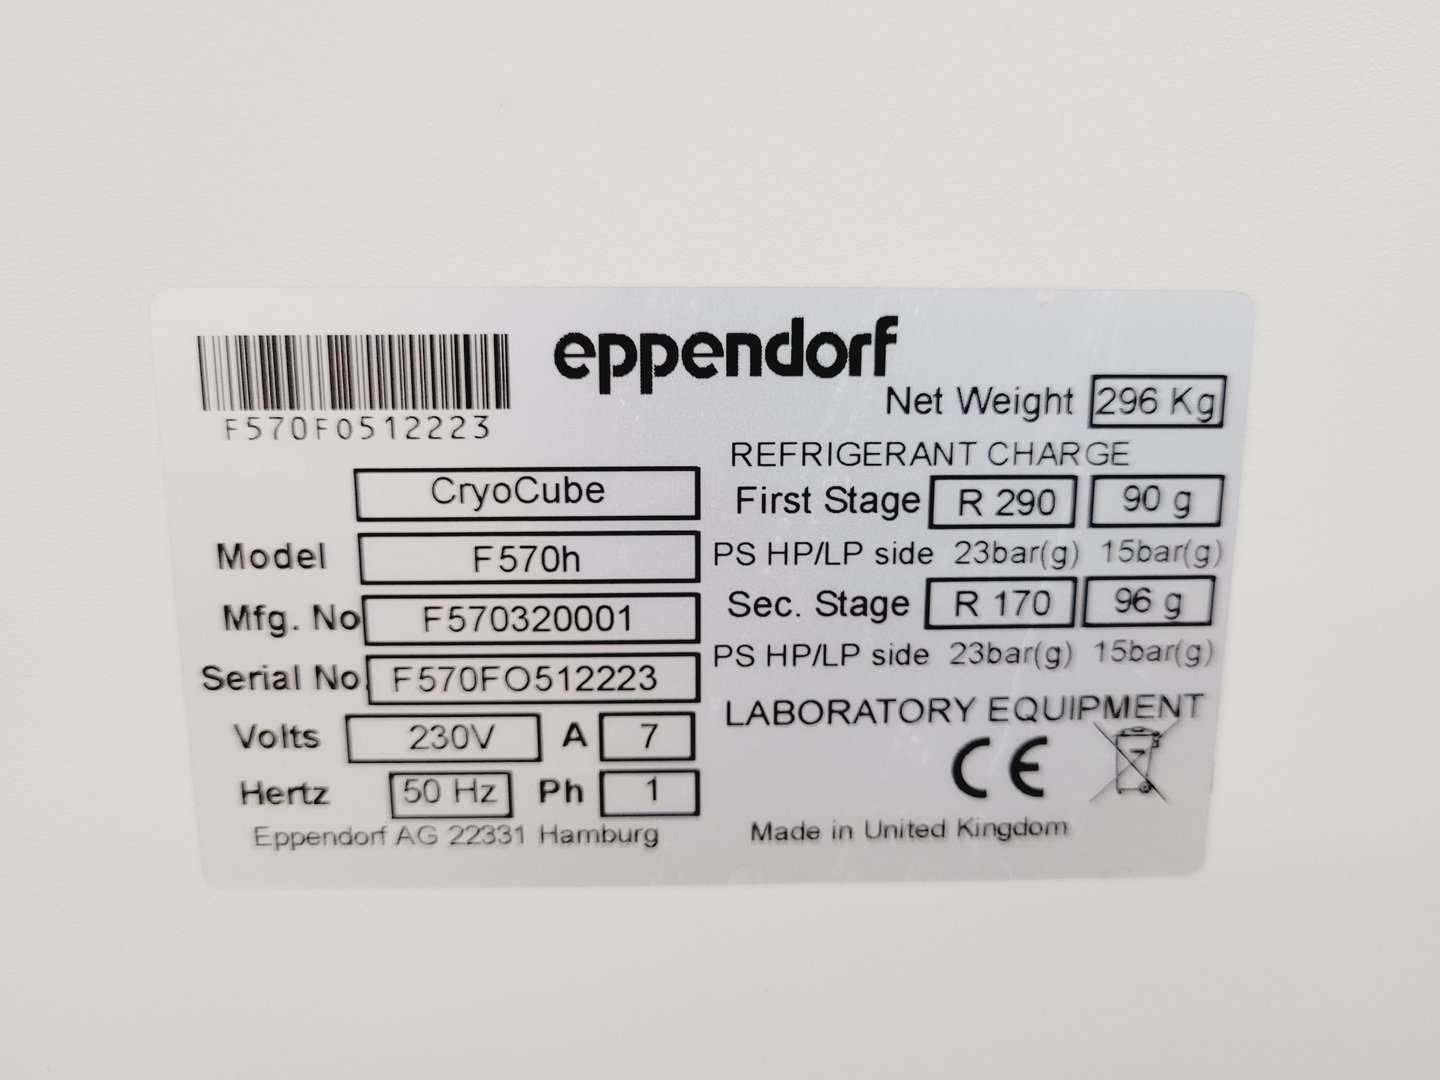 eppendorf
F570F0512223
Net Weight 296 Kg
REFRIGERANT CHARGE
CryoCube
First Stage R 290 90 g
Model F570h
PS HP/LP side 23bar(g) 15bar(g)
Mfg. No F570320001
Sec. Stage R 170 96 g
Serial No F570FO512223
PS HP/LP side 23bar(g) 15bar(g)
Volts 230V A 7
LABORATORY EQUIPMENT
Hertz 50 Hz Ph 1
CE
Eppendorf AG 22331 Hamburg
Made in United Kingdom